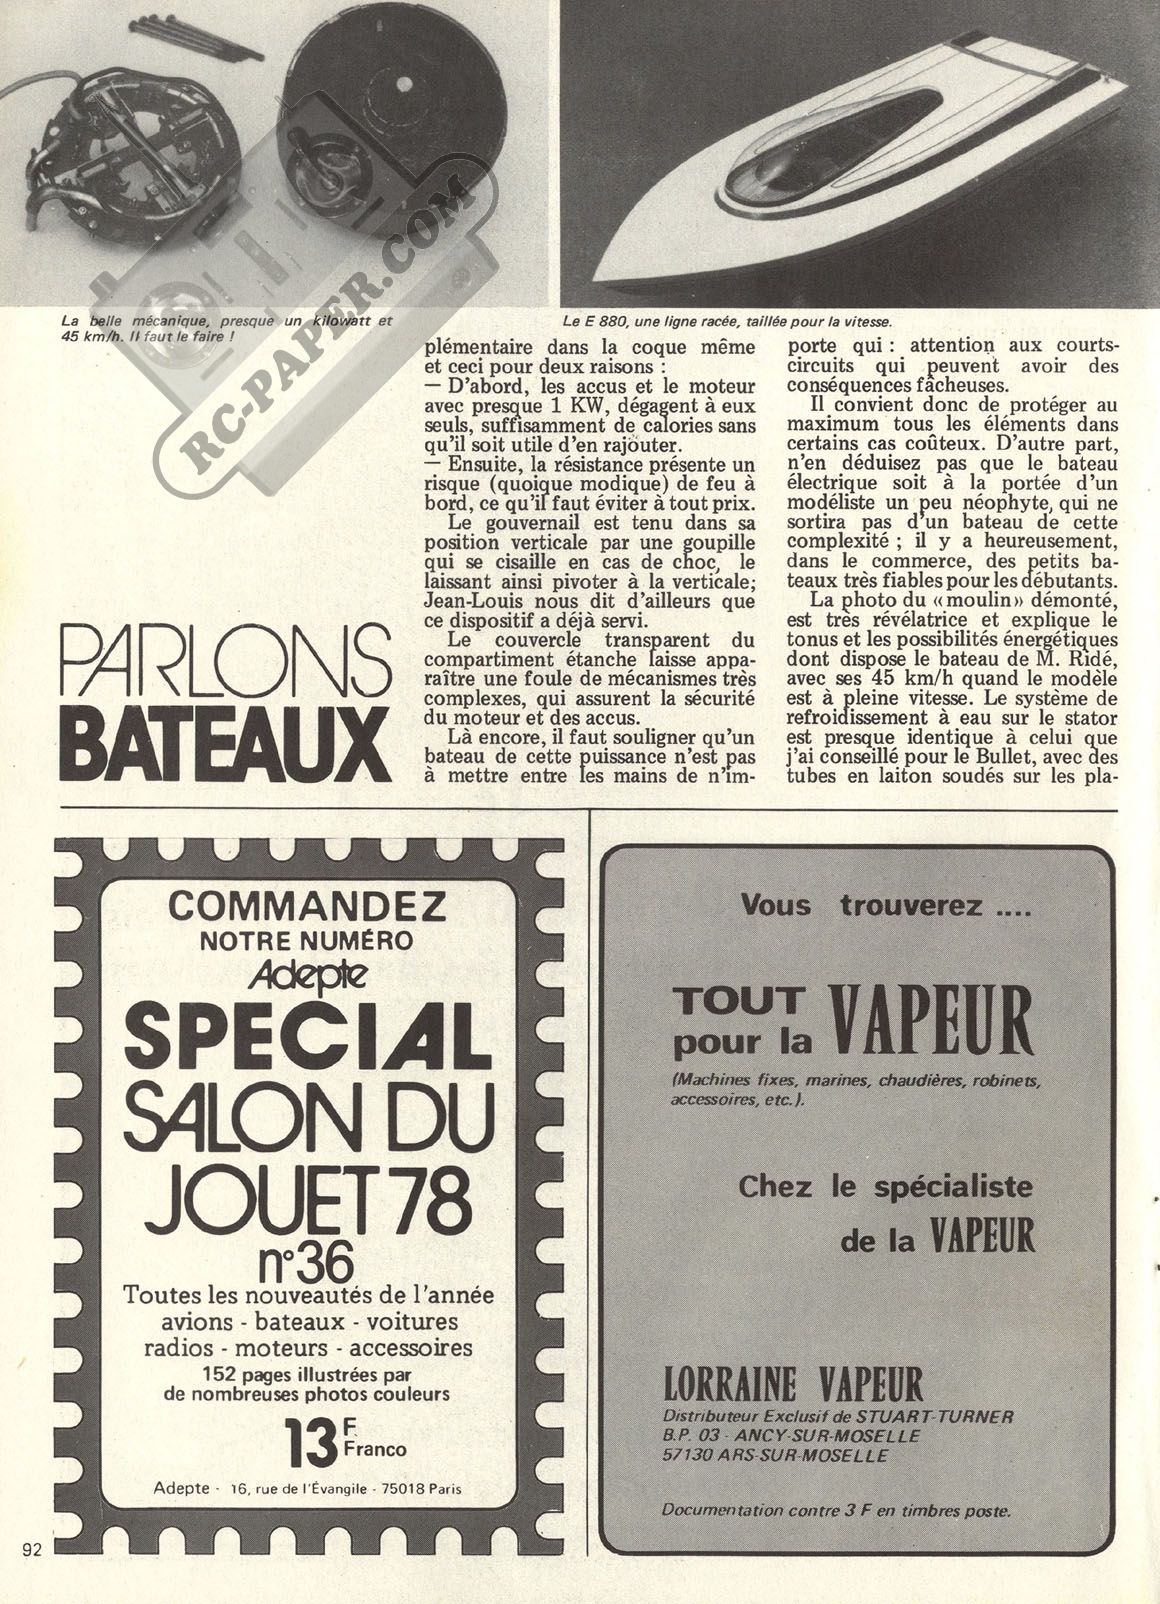 La belle mécanique, presque un kilowatt et
45 km/h. Il faut le faire !
Le E 880, une ligne racée, taillée pour la vitesse.
RC-PAPER.COM
PARLONS
BATEAUX
plémentaire dans la coque même
et ceci pour deux raisons :
— D'abord, les accus et le moteur
avec presque 1 KW, dégagent à eux
seuls, suffisamment de calories sans
qu'il soit utile d'en rajouter.
— Ensuite, la résistance présente un
risque (quoique modique) de feu à
bord, ce qu'il faut éviter à tout prix.
Le gouvernail est tenu dans sa
position verticale par une goupille
qui se cisaille en cas de choc, le
laissant ainsi pivoter à la verticale;
Jean-Louis nous dit d'ailleurs que
ce dispositif a déjà servi.
Le couvercle transparent du
compartiment étanche laisse appa-
raître une foule de mécanismes très
complexes, qui assurent la sécurité
du moteur et des accus.
Là encore, il faut souligner qu'un
bateau de cette puissance n'est pas
à mettre entre les mains de n'im-
porte qui : attention aux courts-
circuits qui peuvent avoir des
conséquences fâcheuses.
Il convient donc de protéger au
maximum tous les éléments dans
certains cas coûteux. D'autre part,
n'en déduisez pas que le bateau
électrique soit à la portée d'un
modéliste un peu néophyte, qui ne
sortira pas d'un bateau de cette
complexité ; il y a heureusement,
dans le commerce, des petits ba-
teaux très fiables pour les débutants.
La photo du «moulin» démonté,
est très révélatrice et explique le
tonus et les possibilités énergétiques
dont dispose le bateau de M. Ridé,
avec ses 45 km/h quand le modèle
est à pleine vitesse. Le système de
refroidissement à eau sur le stator
est presque identique à celui que
j'ai conseillé pour le Bullet, avec des
tubes en laiton soudés sur les pla-
COMMANDEZ
NOTRE NUMÉRO
Adepte
SPECIAL
SALON DU
JOUET 78
n°36
Toutes les nouveautés de l'année
avions - bateaux - voitures
radios - moteurs - accessoires
152 pages illustrées par
de nombreuses photos couleurs
13 F.
Franco
Adepte - 16, rue de l'Évangile - 75018 Paris
Vous trouverez ....
TOUT
pour la VAPEUR
(Machines fixes, marines, chaudières, robinets,
accessoires, etc.).
Chez le spécialiste
de la VAPEUR
LORRAINE VAPEUR
Distributeur Exclusif de STUART-TURNER
B.P. 03 - ANCY-SUR-MOSELLE
57130 ARS-SUR-MOSELLE
Documentation contre 3 F en timbres poste.
92